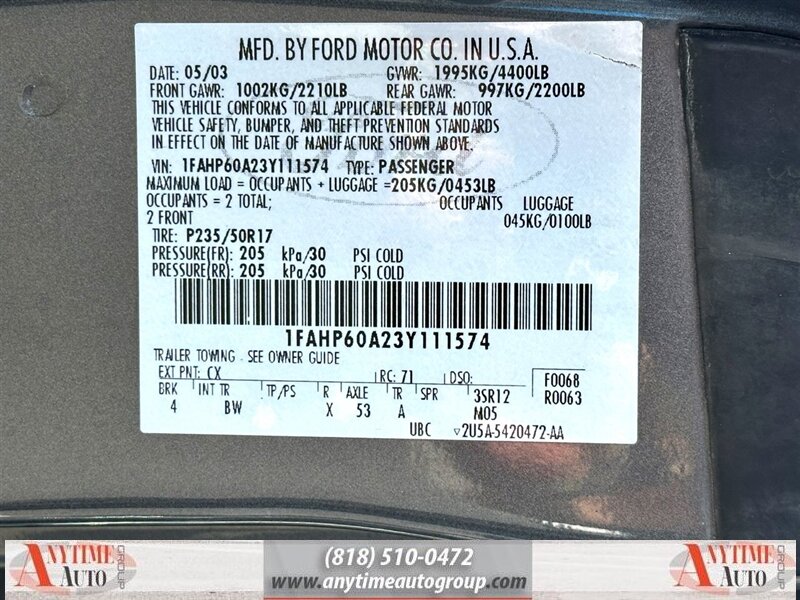 MFD. BY FORD MOTOR CO. IN U.S.A.
DATE: 05/03 GVWR: 1995KG/4400LB
FRONT GAWR: 1002KG/2210LB REAR GAWR: 997KG/2200LB
THIS VEHICLE CONFORMS TO ALL APPLICABLE FEDERAL MOTOR
VEHICLE SAFETY, BUMPER, AND THEFT PREVENTION STANDARDS
IN EFFECT ON THE DATE OF MANUFACTURE SHOWN ABOVE.
VIN: 1FAHP60A23Y111574 TYPE: PASSENGER
MAXIMUM LOAD = OCCUPANTS + LUGGAGE =205KG/0453LB
OCCUPANTS = 2 TOTAL; OCCUPANTS LUGGAGE
2 FRONT 045KG/0100LB
TIRE: P235/50R17
PRESSURE(FR): 205 kPa/30 PSI COLD
PRESSURE(RR): 205 kPa/30 PSI COLD
1FAHP60A23Y111574
TRAILER TOWING - SEE OWNER GUIDE
EXT PNT: CX RC: 71 DSO: F0068
BRK INT TR TP/PS R AXLE TR SPR 3SR12 R0063
4 BW X 53 A M05
UBC 2U5A-5420472-AA
ANYTIME AUTO GROUP
(818) 510-0472
www.anytimeautogroup.com
ANYTIME AUTO GROUP